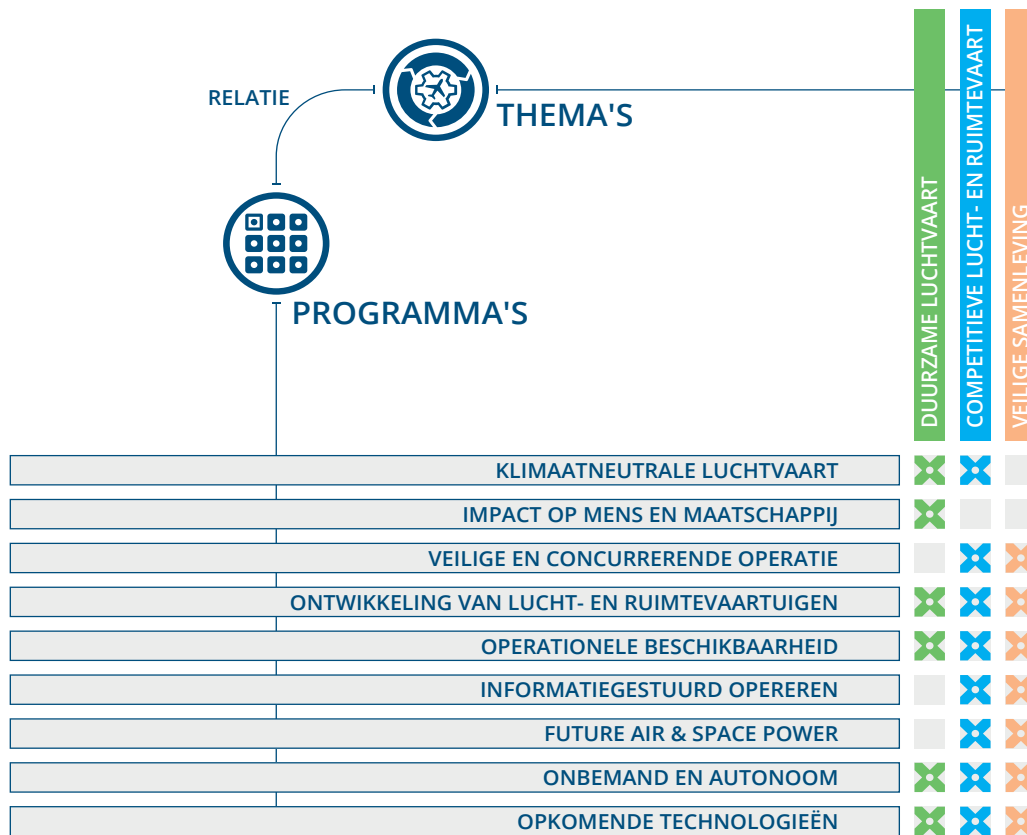 RELATIE
THEMA'S
PROGRAMMA'S
DUURZAME LUCHTVAART
COMPETITIEVE LUCHT- EN RUIMTEVAART
VEILIGE SAMENLEVING
KLIMAATNEUTRALE LUCHTVAART
IMPACT OP MENS EN MAATSCHAPPIJ
VEILIGE EN CONCURRERENDE OPERATIE
ONTWIKKELING VAN LUCHT- EN RUIMTEVAARTUIGEN
OPERATIONELE BESCHIKBAARHEID
INFORMATIEGESTUURD OPEREREN
FUTURE AIR & SPACE POWER
ONBEMAND EN AUTONOOM
OPKOMENDE TECHNOLOGIEËN